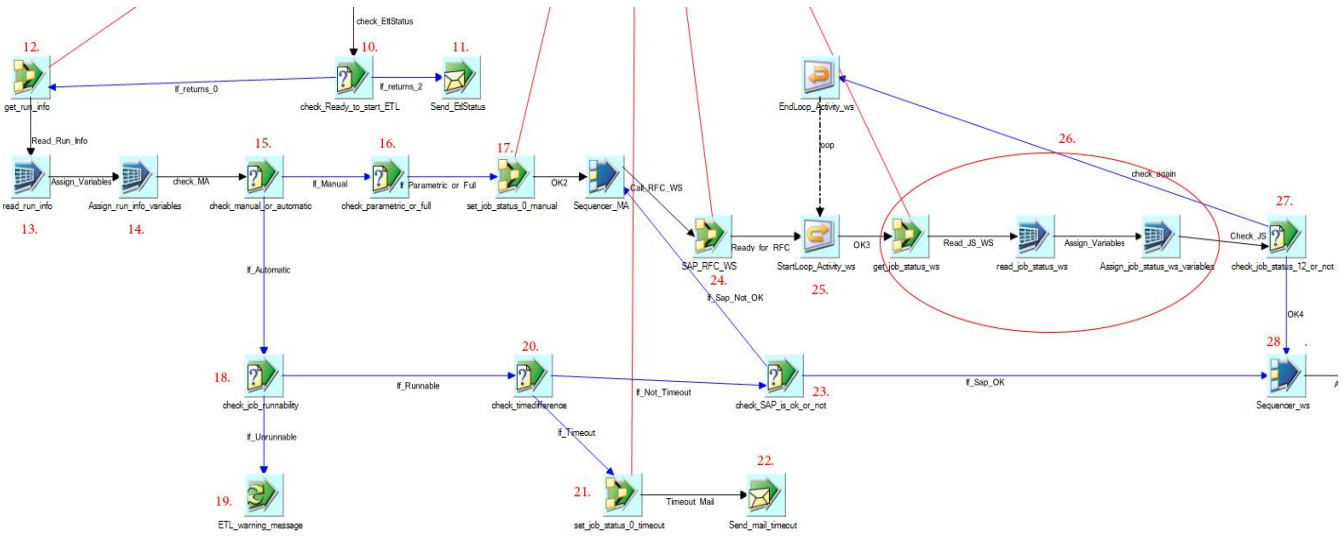 check_EtlStatus
12.
10.
11.
If_returns_0
If_returns_2
get_run_info
check_Ready_to_start_ETL
Send_EtlStatus
EndLoop_Activity_ws
Read_Run_Info
loop
26.
15.
16.
17.
check_again
27.
Assign_Variables
check_MA
If_Manual
If_Parametric or Full
OK2
Call_RFC_WS
read_run_info
Assign_run_info_variables
check_manual_or_automatic
check_parametric_or_full
set_job_status_0_manual
Sequencer_MA
13.
14.
Ready for RFC
OK3
Read_JS_WS
Assign_Variables
Check_JS
SAP_RFC_WS
StartLoop_Activity_ws
get_job_status_ws
read_job_status_ws
Assign_job_status_ws_variables
check_job_status_12_or_not
24.
25.
If_Automatic
If_Sap_Not_OK
OK4
20.
28
.
18.
If_Runnable
If_Not_Timeout
If_Sap_OK
A
check_job_runnability
check_timedifference
check_SAP_is_ok_or_not
23.
Sequencer_ws
If_Unrunnable
If_Timeout
22.
19.
21.
Timeout Mail
ETL_warning_message
set_job_status_0_timeout
Send_mail_timeout